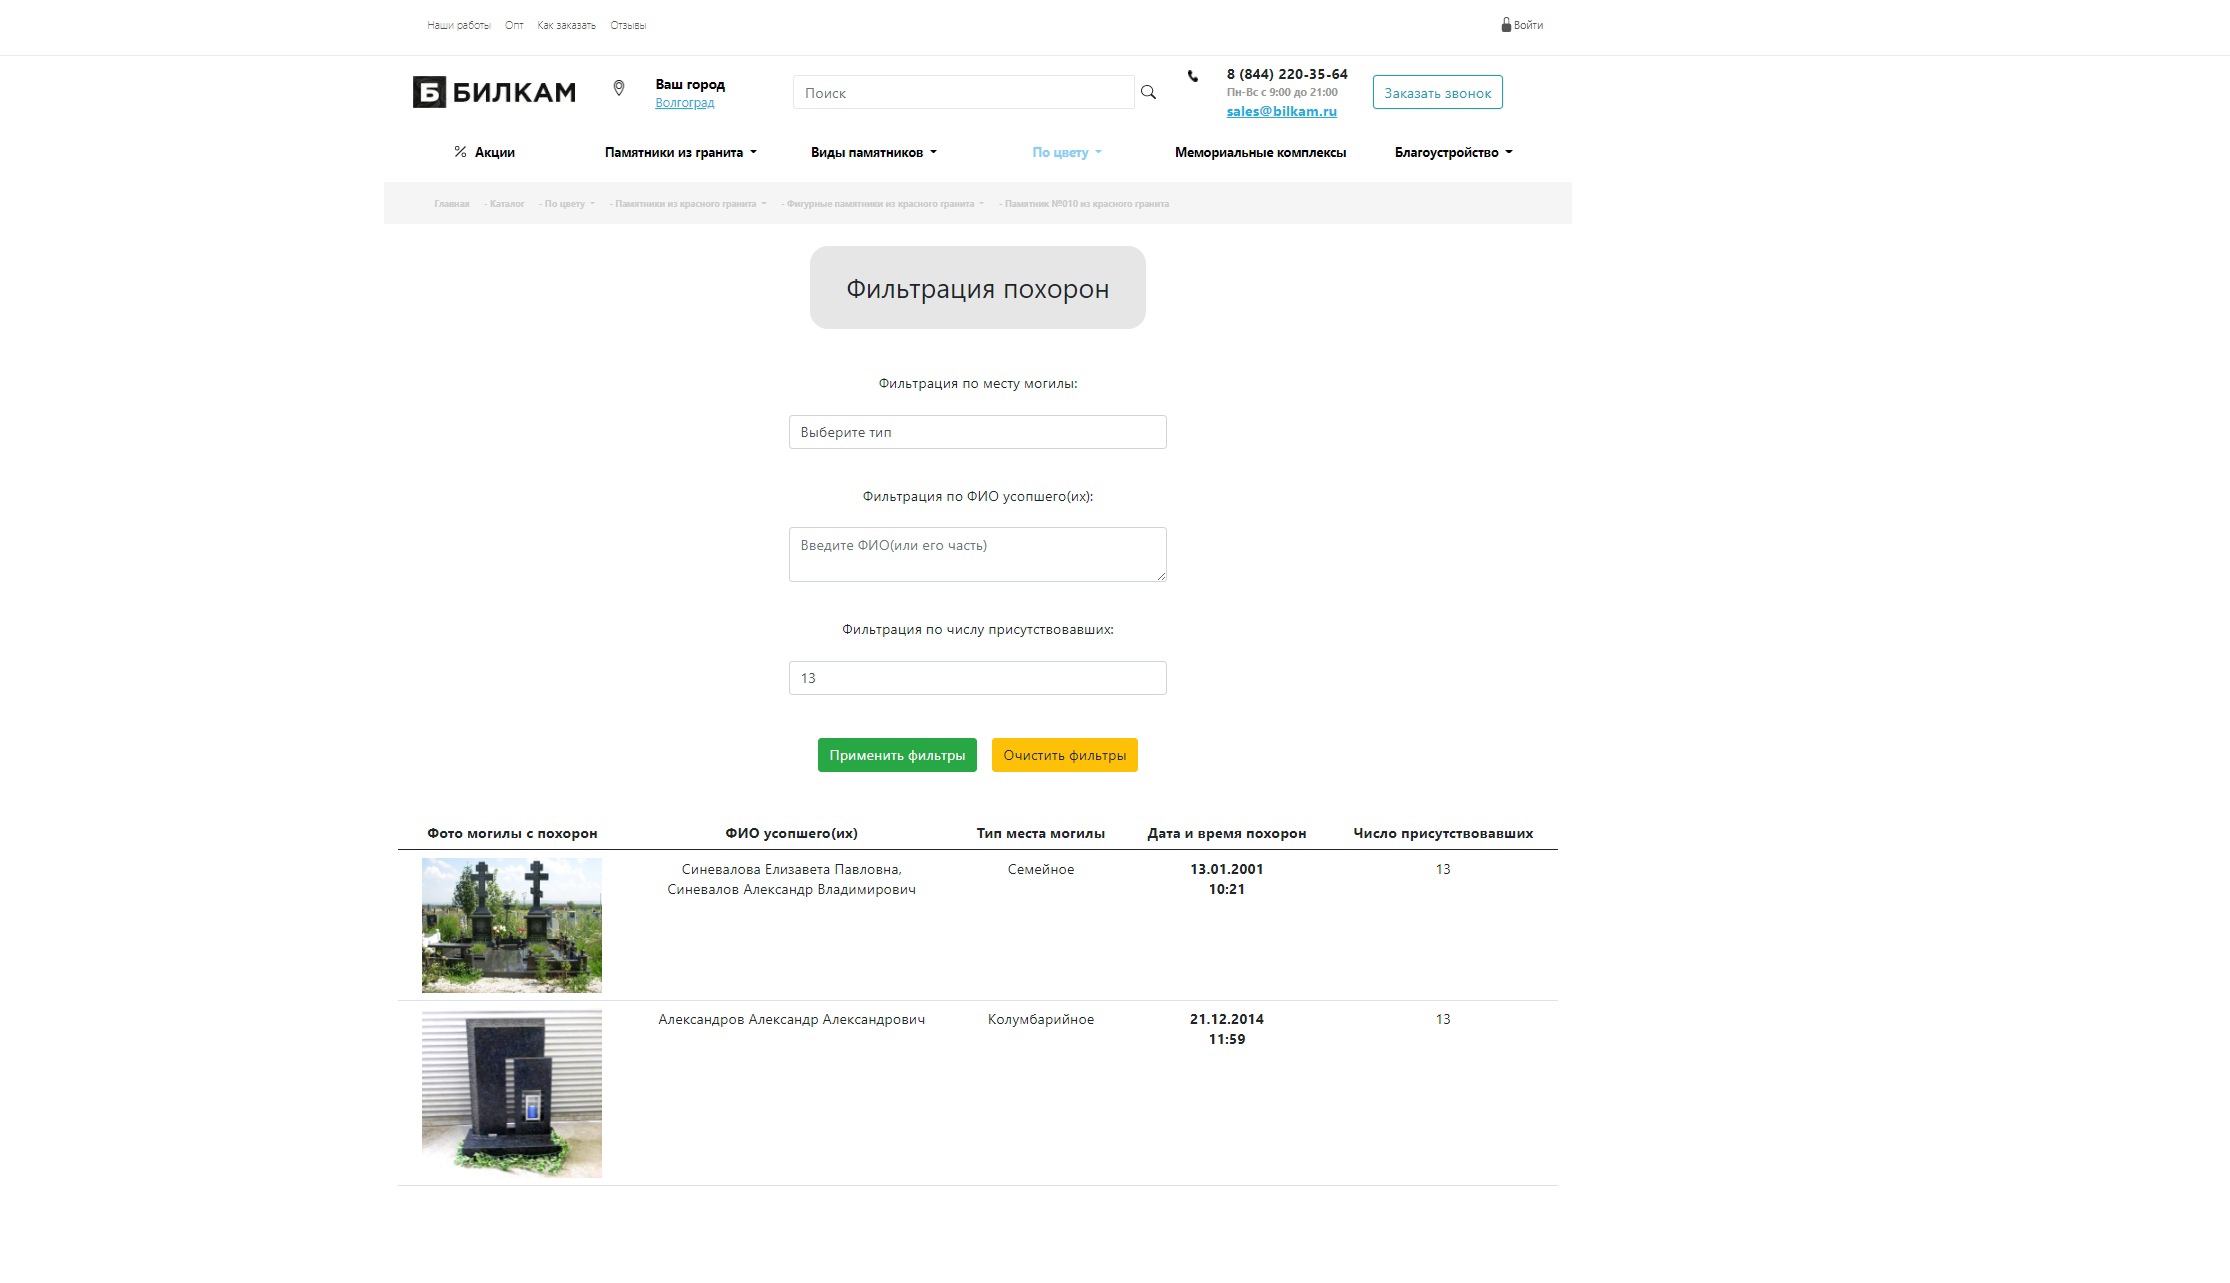 Наши работы Опт Как заказать Отзывы Войти
Б БИЛКАМ
Ваш город
Волгоград
Поиск
8 (844) 220-35-64
Пн-Вс с 9:00 до 21:00
sales@bilkam.ru
Заказать звонок
% Акции Памятники из гранита Виды памятников По цвету Мемориальные комплексы Благоустройство
Главная - Каталог - По цвету - Памятники из красного гранита - Фигурные памятники из красного гранита - Памятник №010 из красного гранита
Фильтрация похорон
Фильтрация по месту могилы:
Выберите тип
Фильтрация по ФИО усопшего(их):
Введите ФИО(или его часть)
Фильтрация по числу присутствовавших:
13
Применить фильтры Очистить фильтры
Фото могилы с похорон ФИО усопшего(их) Тип места могилы Дата и время похорон Число присутствовавших
Синевалова Елизавета Павловна, Семейное 13.01.2001 13
Синевалов Александр Владимирович 10:21
Александров Александр Александрович Колумбарийное 21.12.2014 13
11:59